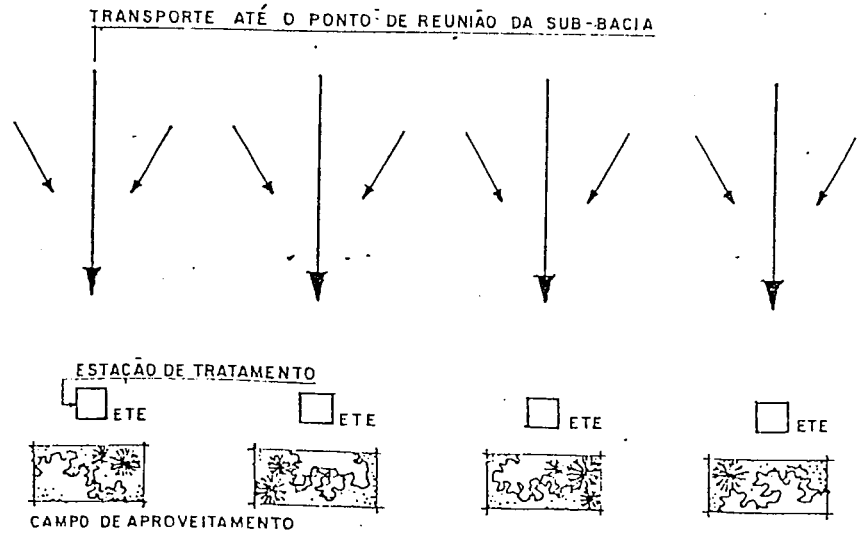 TRANSPORTE ATÉ O PONTO DE REUNIÃO DA SUB-BACIA
ESTAÇÃO DE TRATAMENTO
ETE
ETE
ETE
ETE
CAMPO DE APROVEITAMENTO